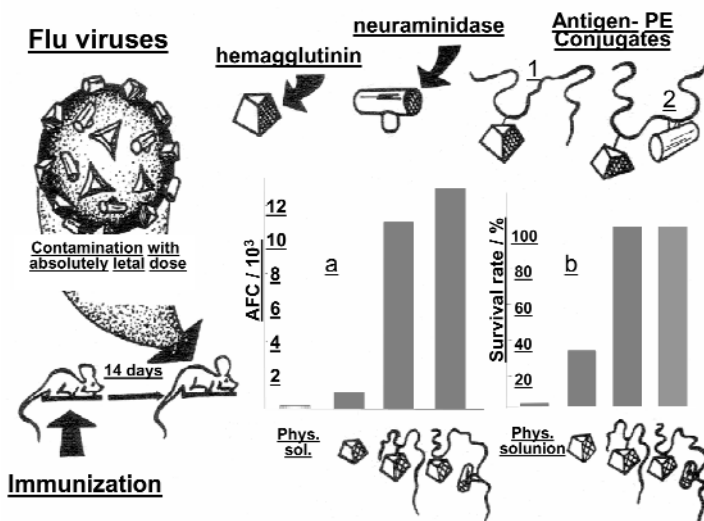 Flu viruses
hemagglutinin
neuraminidase
Antigen- PE
Conjugates
1
2
Contamination with
absolutely letal dose
14 days
Immunization
AFC / 10³
12
10
8
6
4
2
a
Phys.
sol.
Survival rate / %
100
80
60
40
20
b
Phys.
solunion